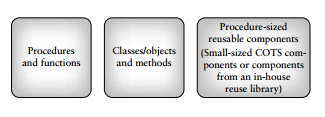 Procedures
and functions
Classes/objects
and methods
Procedure-sized
reusable components
(Small-sized COTS com-
ponents or components
from an in-house
reuse library)